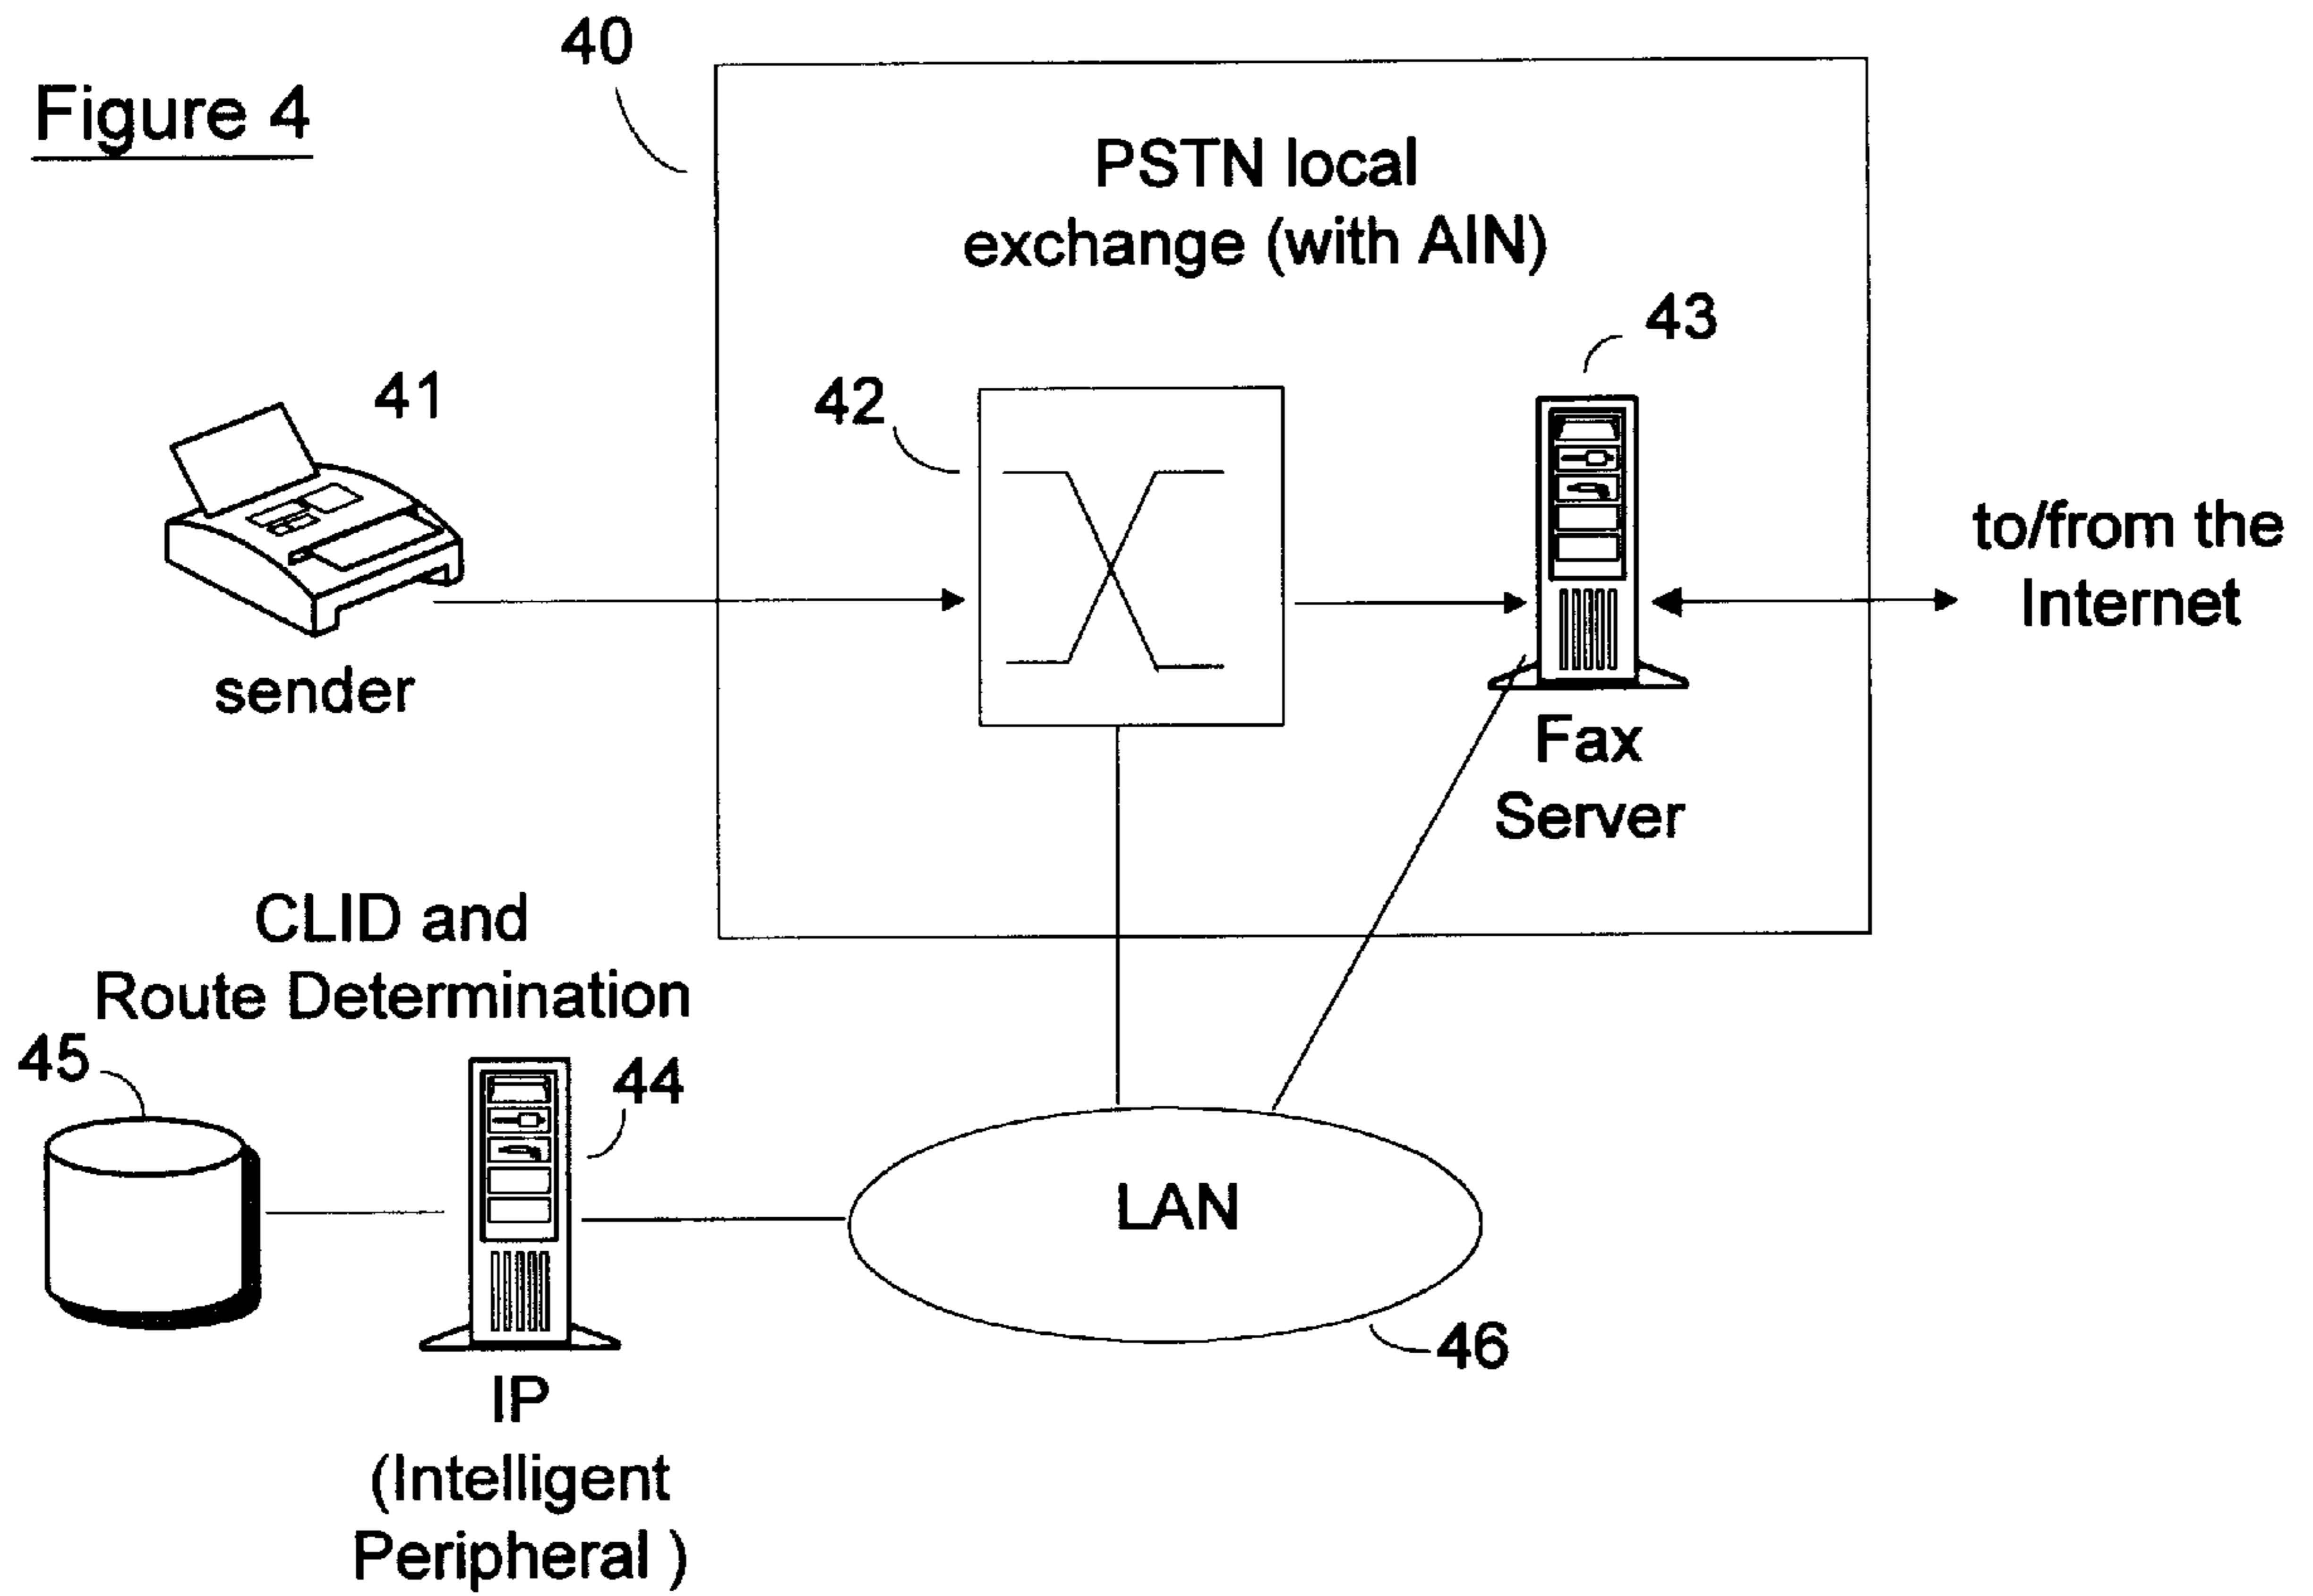 40
Figure 4
PSTN local
exchange (with AIN)
43
41
42
to/from the
Internet
sender
Fax
Server
CLID and
Route Determination
45
44
LAN
46
IP
(Intelligent
Peripheral )